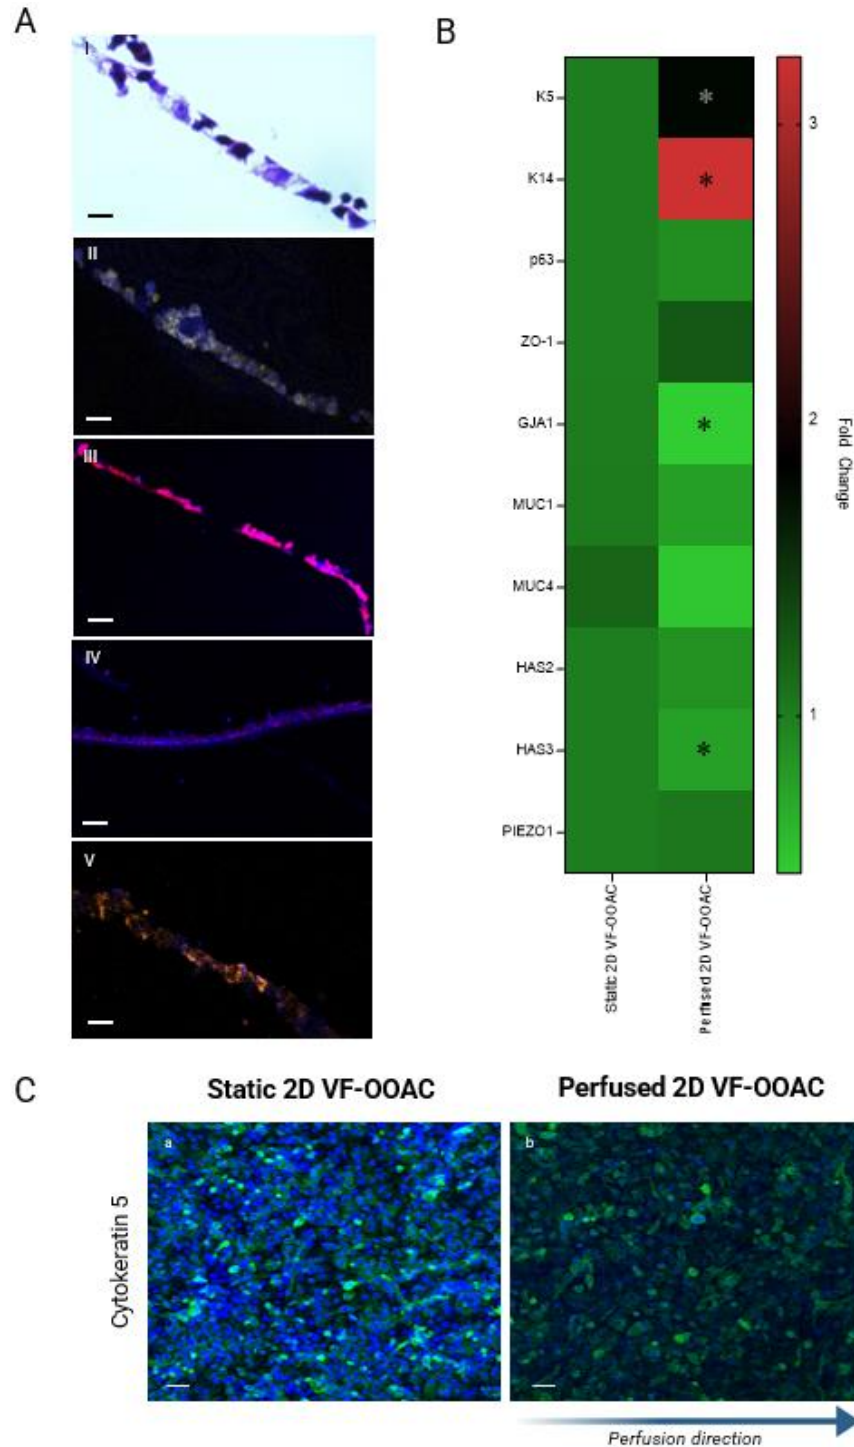 A
I
II
III
IV
V
B
K5
K14
p63
ZO-1
GJA1
MUC1
MUC4
HAS2
HAS3
PIEZO1
*
*
*
*
Static 2D VF-OOAC
Perfused 2D VF-OOAC
3
2
1
Fold Change
C
Static 2D VF-OOAC
Perfused 2D VF-OOAC
Cytokeratin 5
a
b
Perfusion direction